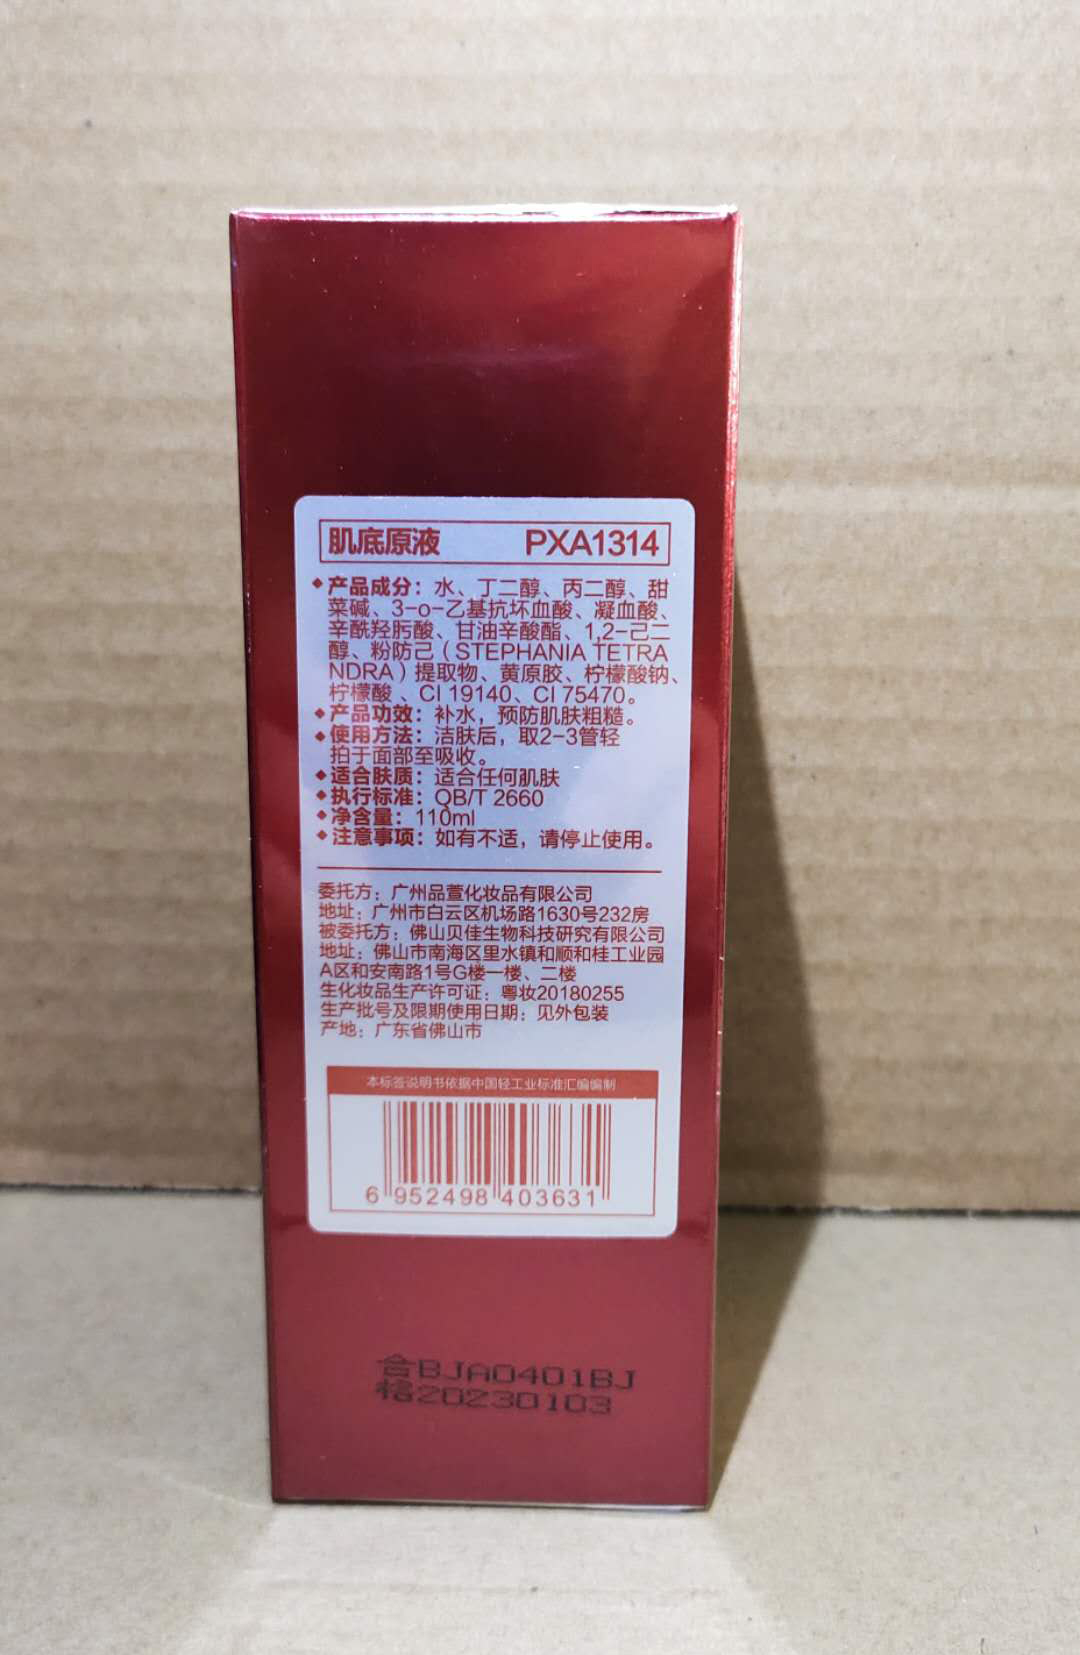 肌底原液 PXA1314
◆产品成分：水、丁二醇、丙二醇、甜
菜碱、3-o-乙基抗坏血酸、凝血酸、
辛酰羟肟酸、甘油辛酸酯、1,2-己二
醇、粉防己（STEPHANIA TETRA
NDRA）提取物、黄原胶、柠檬酸钠、
柠檬酸 、CI 19140、CI 75470。
◆产品功效：补水，预防肌肤粗糙。
◆使用方法：洁肤后，取2-3管轻
拍于面部至吸收。
◆适合肤质：适合任何肌肤
◆执行标准：QB/T 2660
◆净含量：110ml
◆注意事项：如有不适，请停止使用。
委托方：广州品萱化妆品有限公司
地址：广州市白云区机场路1630号232房
被委托方：佛山贝佳生物科技研究有限公司
地址：佛山市南海区里水镇和顺和桂工业园
A区和安南路1号G楼一楼、二楼
生化妆品生产许可证：粤妆20180255
生产批号及限期使用日期：见外包装
产地：广东省佛山市
本标签说明书依据中国轻工业标准汇编编制
6 952498 403631
合BJA0401BJ
格20230103